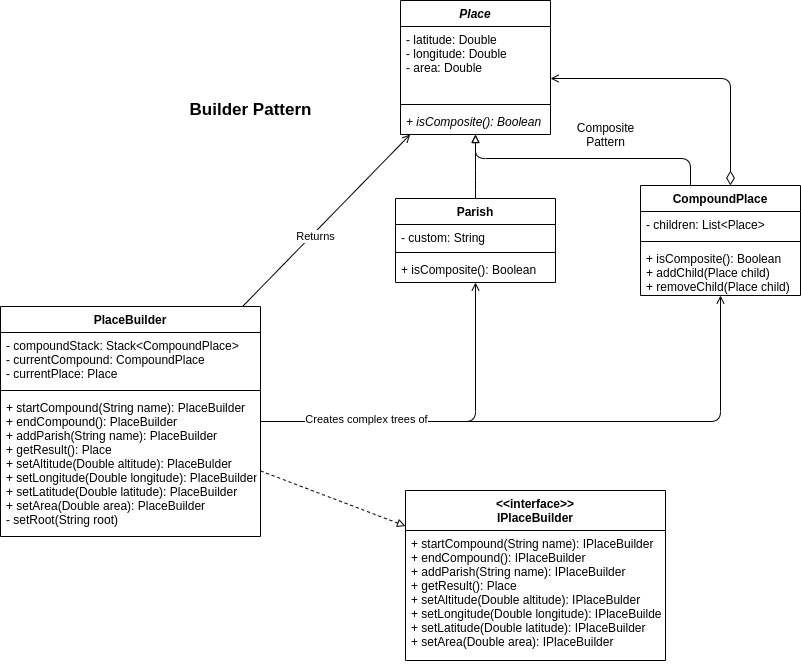 Place
- latitude: Double
- longitude: Double
- area: Double
+ isComposite(): Boolean
Builder Pattern
Composite
Pattern
CompoundPlace
- children: List<Place>
+ isComposite(): Boolean
+ addChild(Place child)
+ removeChild(Place child)
Parish
- custom: String
+ isComposite(): Boolean
Returns
PlaceBuilder
- compoundStack: Stack<CompoundPlace>
- currentCompound: CompoundPlace
- currentPlace: Place
+ startCompound(String name): PlaceBuilder
+ endCompound(): PlaceBuilder
+ addParish(String name): PlaceBuilder
+ getResult(): Place
+ setAltitude(Double altitude): PlaceBulder
+ setLongitude(Double longitude): PlaceBuilder
+ setLatitude(Double latitude): PlaceBuilder
+ setArea(Double area): PlaceBuilder
- setRoot(String root)
Creates complex trees of
<<interface>>
IPlaceBuilder
+ startCompound(String name): IPlaceBuilder
+ endCompound(): IPlaceBuilder
+ addParish(String name): IPlaceBuilder
+ getResult(): Place
+ setAltitude(Double altitude): IPlaceBulder
+ setLongitude(Double longitude): IPlaceBuilde
+ setLatitude(Double latitude): IPlaceBuilder
+ setArea(Double area): IPlaceBuilder